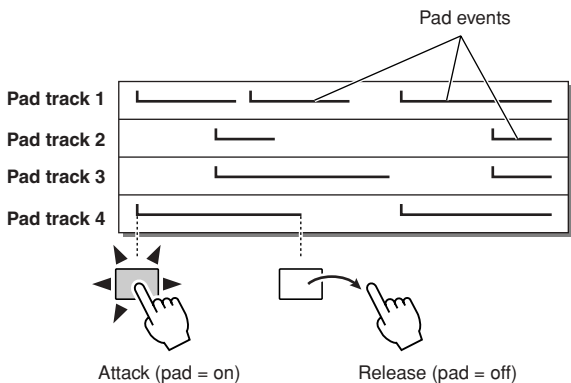 Pad events
Pad track 1
Pad track 2
Pad track 3
Pad track 4
Attack (pad = on)
Release (pad = off)